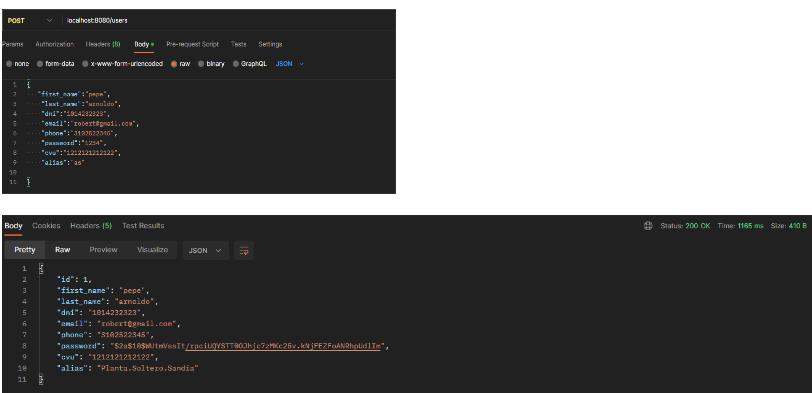 POST localhost:8080/users
Params Authorization Headers (8) Body Pre-request Script Tests Settings
none form-data x-www-form-urlencoded raw binary GraphQL JSON
1 {
2 "first_name":"pepe",
3 "last_name":"arnoldo",
4 "dni":"1014232323",
5 "email":"robert@gmail.com",
6 "phone":"3102522345",
7 "password":"1234",
8 "cvu":"1212121212122",
9 "alias":"as"
10
11 }
Body Cookies Headers (5) Test Results Status: 200 OK Time: 1165 ms Size: 410 B
Pretty Raw Preview Visualize JSON
1 {
2 "id": 1,
3 "first_name": "pepe",
4 "last_name": "arnoldo",
5 "dni": "1014232323",
6 "email": "robert@gmail.com",
7 "phone": "3102522345",
8 "password":
9 "cvu": "1212121212122",
10 "alias": "Planta.Soltero.Sandia"
11 }